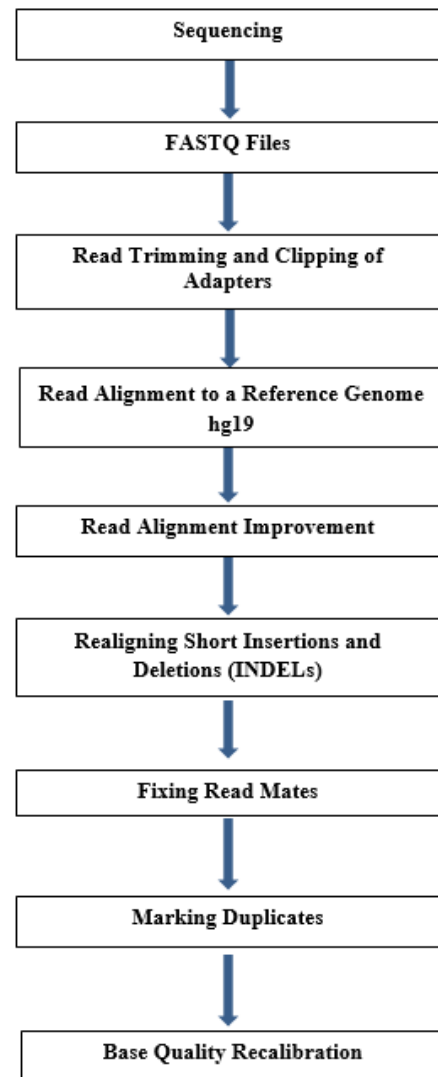 Sequencing
FASTQ Files
Read Trimming and Clipping of
Adapters
Read Alignment to a Reference Genome
hg19
Read Alignment Improvement
Realigning Short Insertions and
Deletions (INDELs)
Fixing Read Mates
Marking Duplicates
Base Quality Recalibration